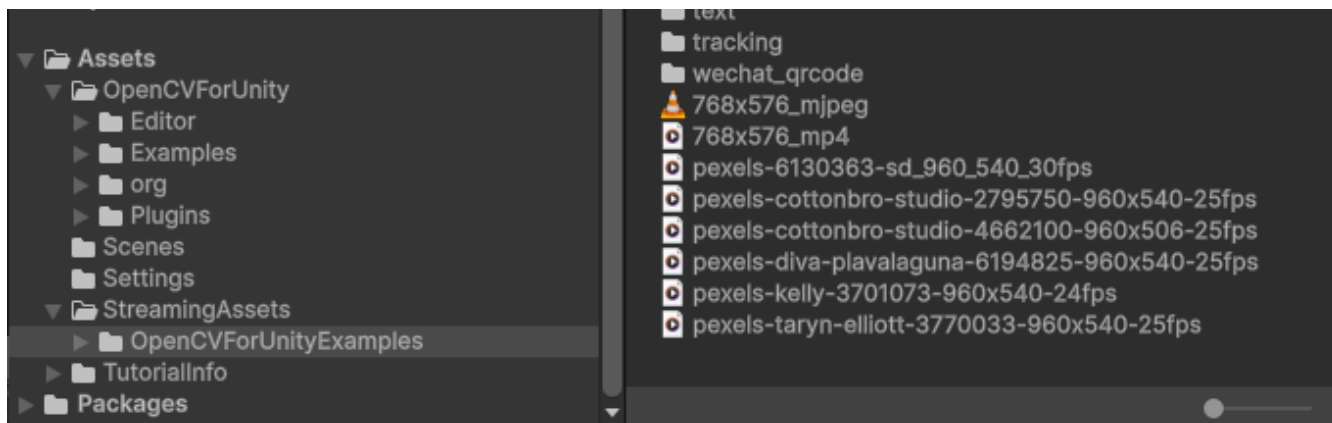 Assets
OpenCVForUnity
Editor
Examples
org
Plugins
Scenes
Settings
StreamingAssets
OpenCVForUnityExamples
TutorialInfo
Packages
text
tracking
wechat_qrcode
768x576_mjpeg
768x576_mp4
pexels-6130363-sd_960_540_30fps
pexels-cottonbro-studio-2795750-960x540-25fps
pexels-cottonbro-studio-4662100-960x506-25fps
pexels-diva-plavalaguna-6194825-960x540-25fps
pexels-kelly-3701073-960x540-24fps
pexels-taryn-elliott-3770033-960x540-25fps